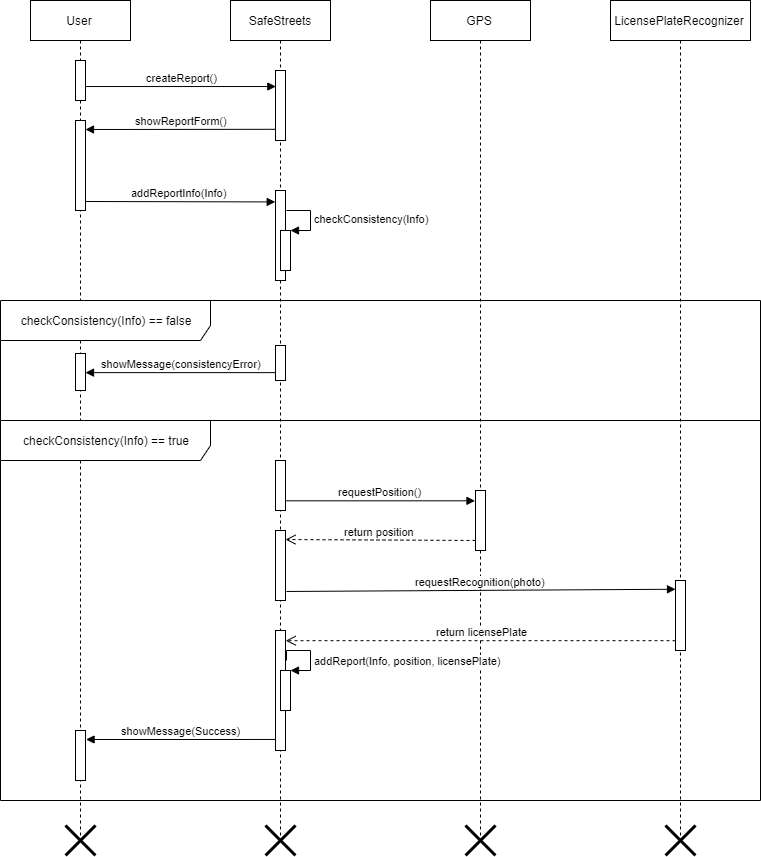 User
SafeStreets
GPS
LicensePlateRecognizer
createReport()
showReportForm()
addReportInfo(Info)
checkConsistency(Info)
checkConsistency(Info) == false
showMessage(consistencyError)
checkConsistency(Info) == true
requestPosition()
return position
requestRecognition(photo)
return licensePlate
addReport(Info, position, licensePlate)
showMessage(Success)